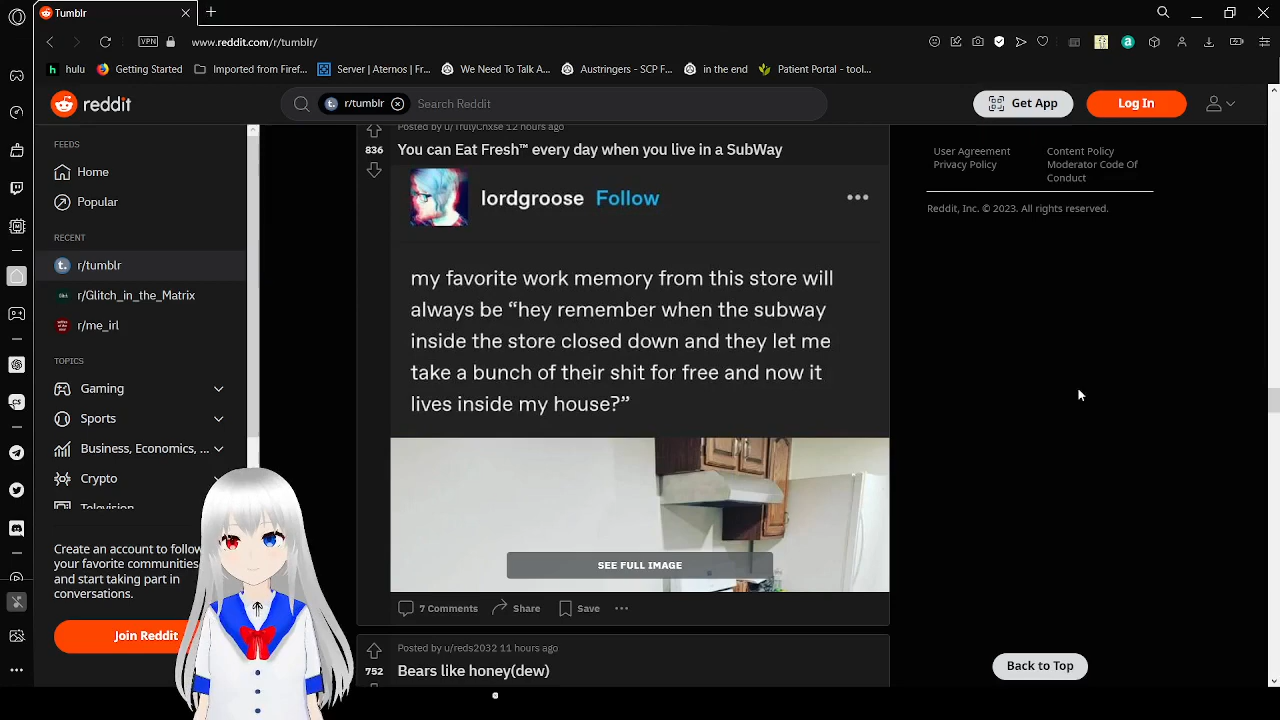 Tumblr
VPN
www.reddit.com/r/tumblr/
hulu
Getting Started
Imported from Firef...
Server | Aternos | Fr...
We Need To Talk A...
Austringers - SCP F...
in the end
Patient Portal - tool...
reddit
r/tumblr
Search Reddit
Get App
Log In
FEEDS
Home
Popular
RECENT
r/tumblr
r/Glitch_in_the_Matrix
r/me_irl
TOPICS
Gaming
Sports
Business, Economics, ...
Crypto
Television
Create an account to follow
your favorite communities
and start taking part in
conversations.
Join Reddit
Posted by u/TrulyChxse 12 hours ago
836
You can Eat Fresh™ every day when you live in a SubWay
lordgroose Follow
my favorite work memory from this store will
always be “hey remember when the subway
inside the store closed down and they let me
take a bunch of their shit for free and now it
lives inside my house?”
SEE FULL IMAGE
7 Comments
Share
Save
Posted by u/reds2032 11 hours ago
752
Bears like honey(dew)
User Agreement
Privacy Policy
Content Policy
Moderator Code Of
Conduct
Reddit, Inc. © 2023. All rights reserved.
Back to Top